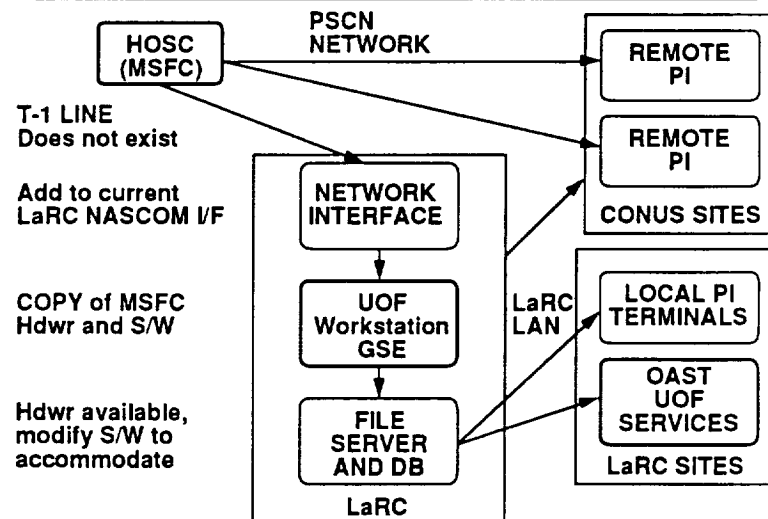 HOSC
(MSFC)
PSCN
NETWORK
REMOTE
PI
REMOTE
PI
CONUS SITES
T-1 LINE
Does not exist
Add to current
LaRC NASCOM I/F
NETWORK
INTERFACE
COPY of MSFC
Hdwr and S/W
UOF
Workstation
GSE
LaRC
LAN
LOCAL PI
TERMINALS
OAST
UOF
SERVICES
LaRC SITES
Hdwr available,
modify S/W to
accommodate
FILE
SERVER
AND DB
LaRC